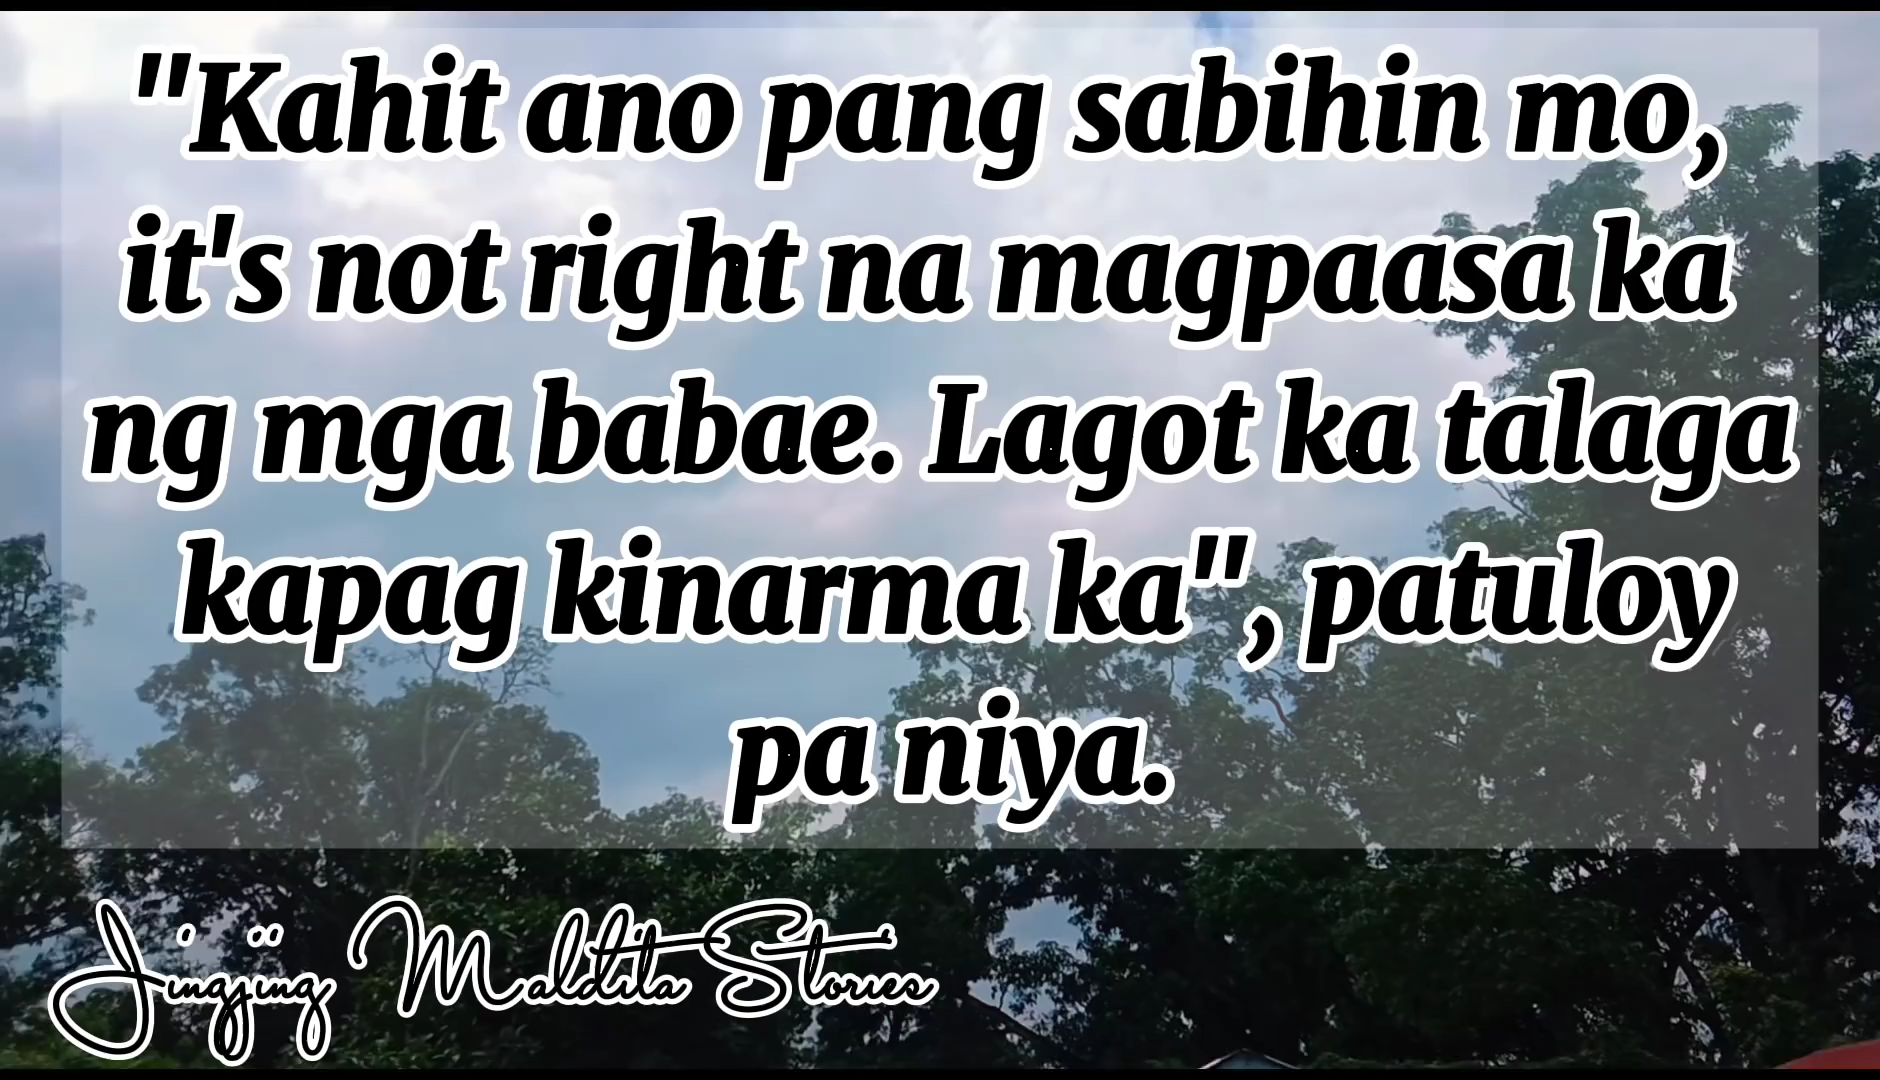 "Kahit ano pang sabihin mo,
it's not right na magpaasa ka
ng mga babae. Lagot ka talaga
kapag kinarma ka", patuloy
pa niya.
Jingjing Maldita Stories